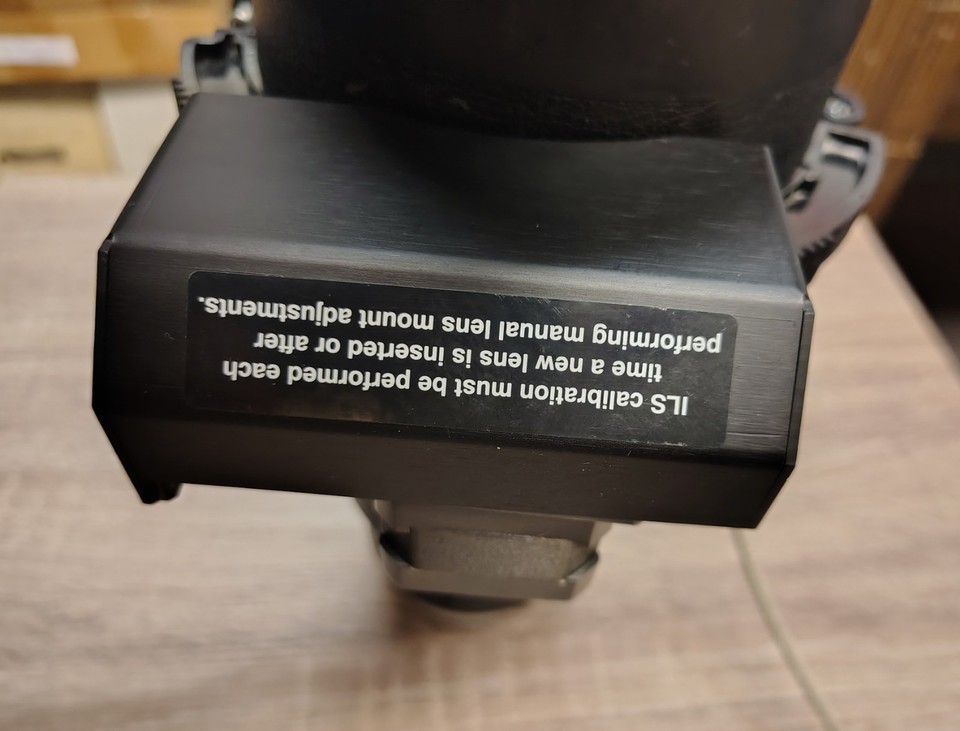 ILS calibration must be performed each
time a new lens is inserted or after
performing manual lens mount adjustments.